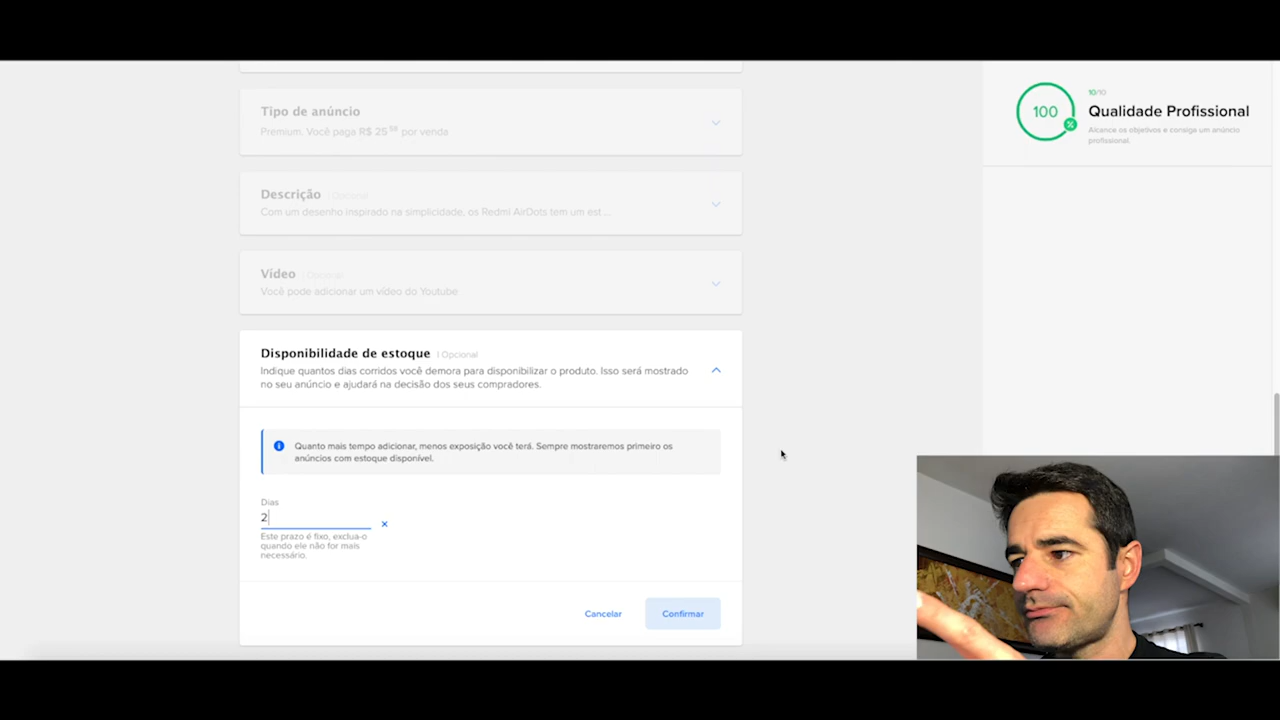 Tipo de anúncio
Premium. Você paga R$ 25 59 por venda
Descrição | Opcional
Com um desenho inspirado na simplicidade, os Redmi AirDots tem um est ...
Vídeo | Opcional
Você pode adicionar um vídeo do Youtube
Disponibilidade de estoque | Opcional
Indique quantos dias corridos você demora para disponibilizar o produto. Isso será mostrado
no seu anúncio e ajudará na decisão dos seus compradores.
Quanto mais tempo adicionar, menos exposição você terá. Sempre mostraremos primeiro os
anúncios com estoque disponível.
Dias
2
Este prazo é fixo, exclua-o
quando ele não for mais
necessário.
Cancelar
Confirmar
100
10/10
Qualidade Profissional
Alcance os objetivos e consiga um anúncio
profissional.